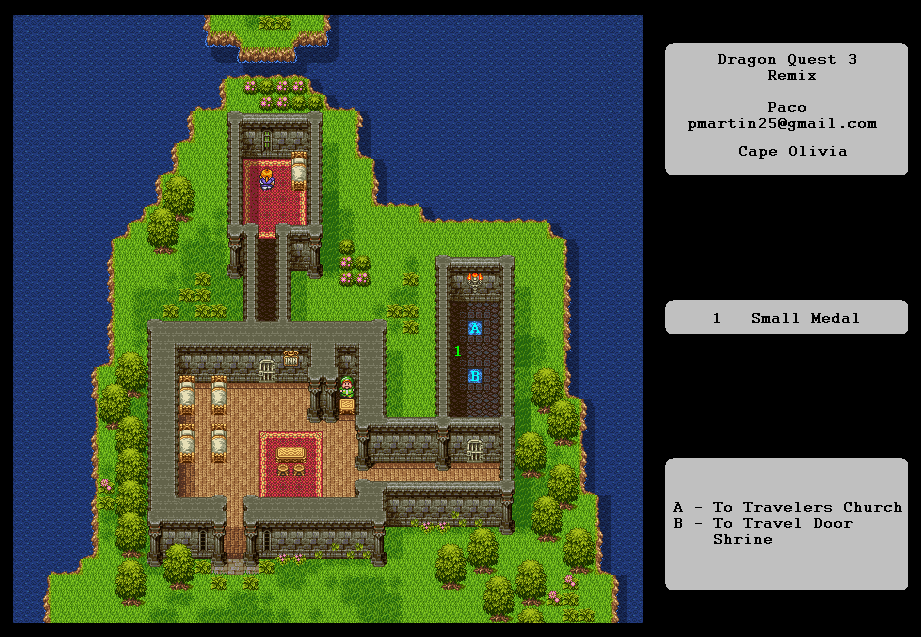 Dragon Quest 3
Remix
Paco
pmartin25@gmail.com
Cape Olivia
A
1
B
1 Small Medal
A - To Travelers Church
B - To Travel Door
Shrine